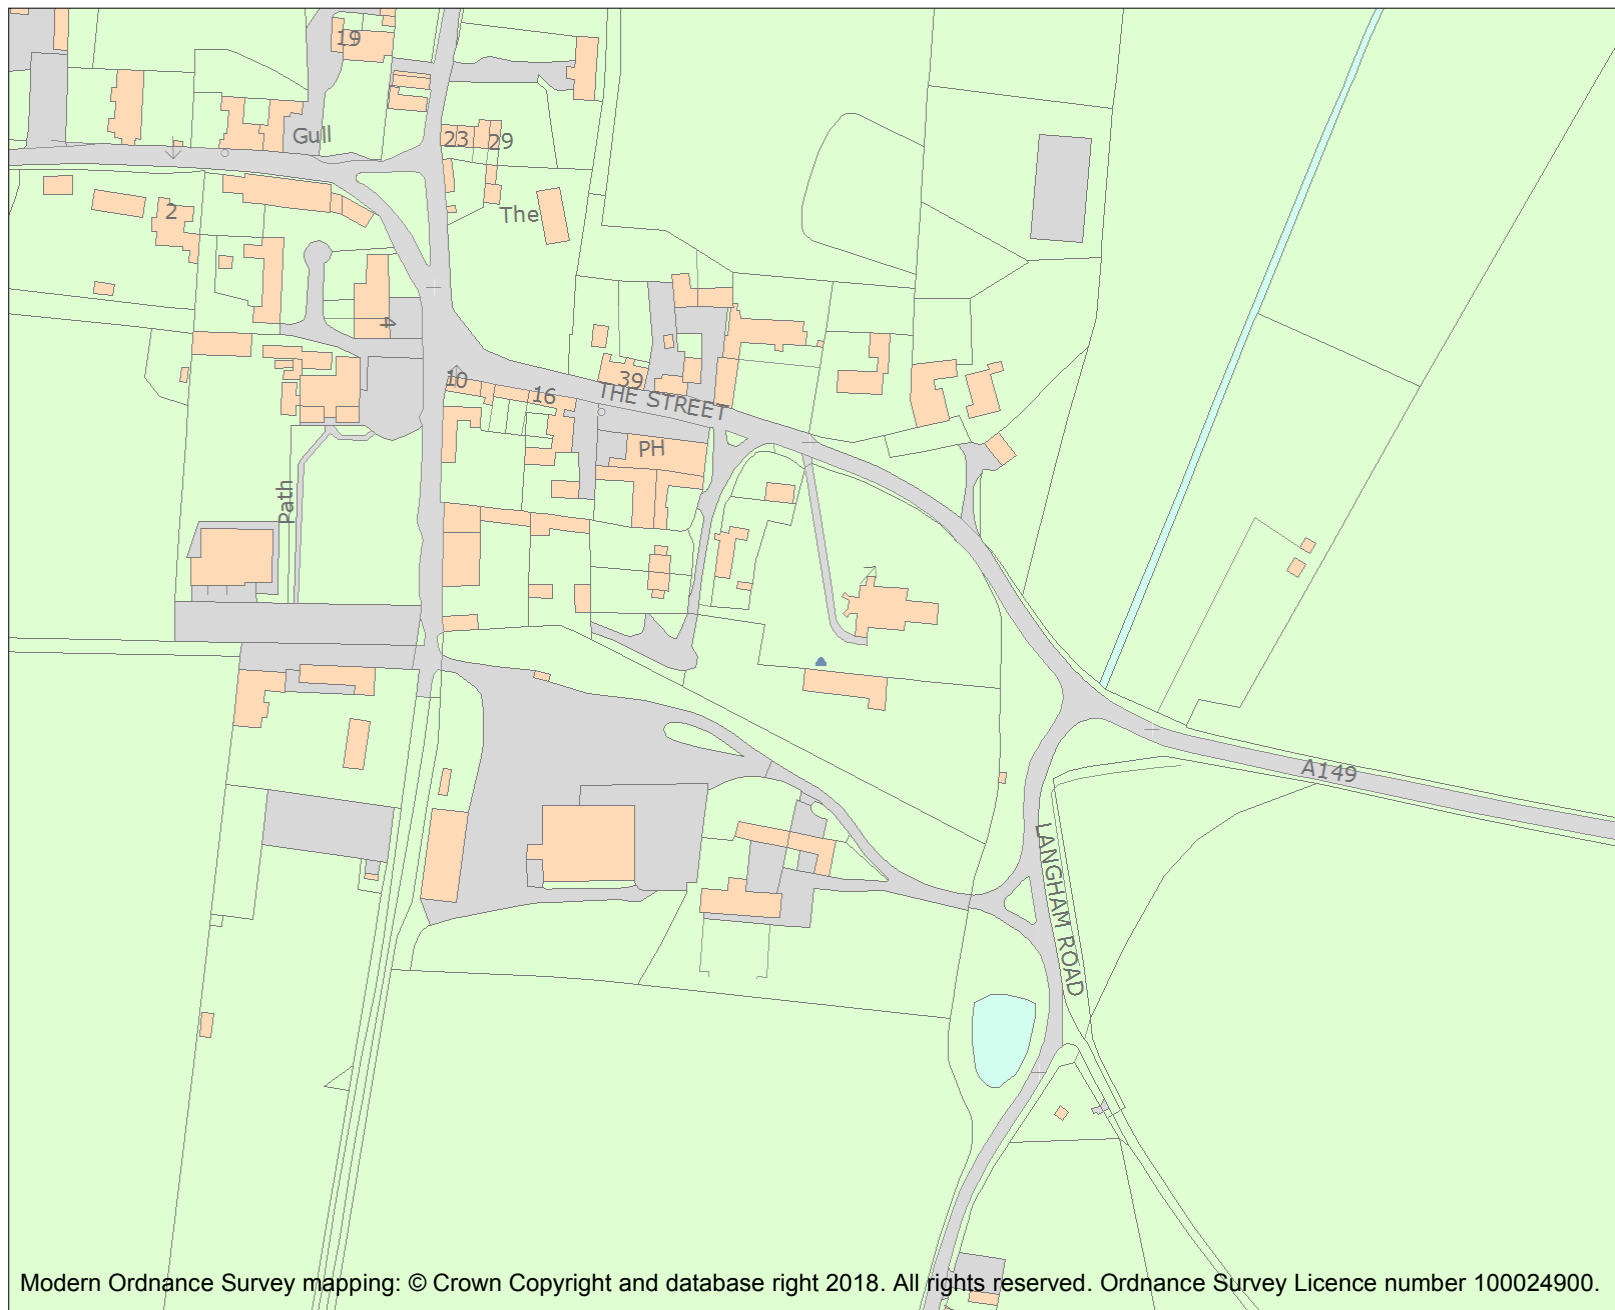 19
Gull
23
29
2
The
4
10
16
39
THE STREET
PH
Path
A149
LANGHAM ROAD
Modern Ordnance Survey mapping: © Crown Copyright and database right 2018. All rights reserved. Ordnance Survey Licence number 100024900.